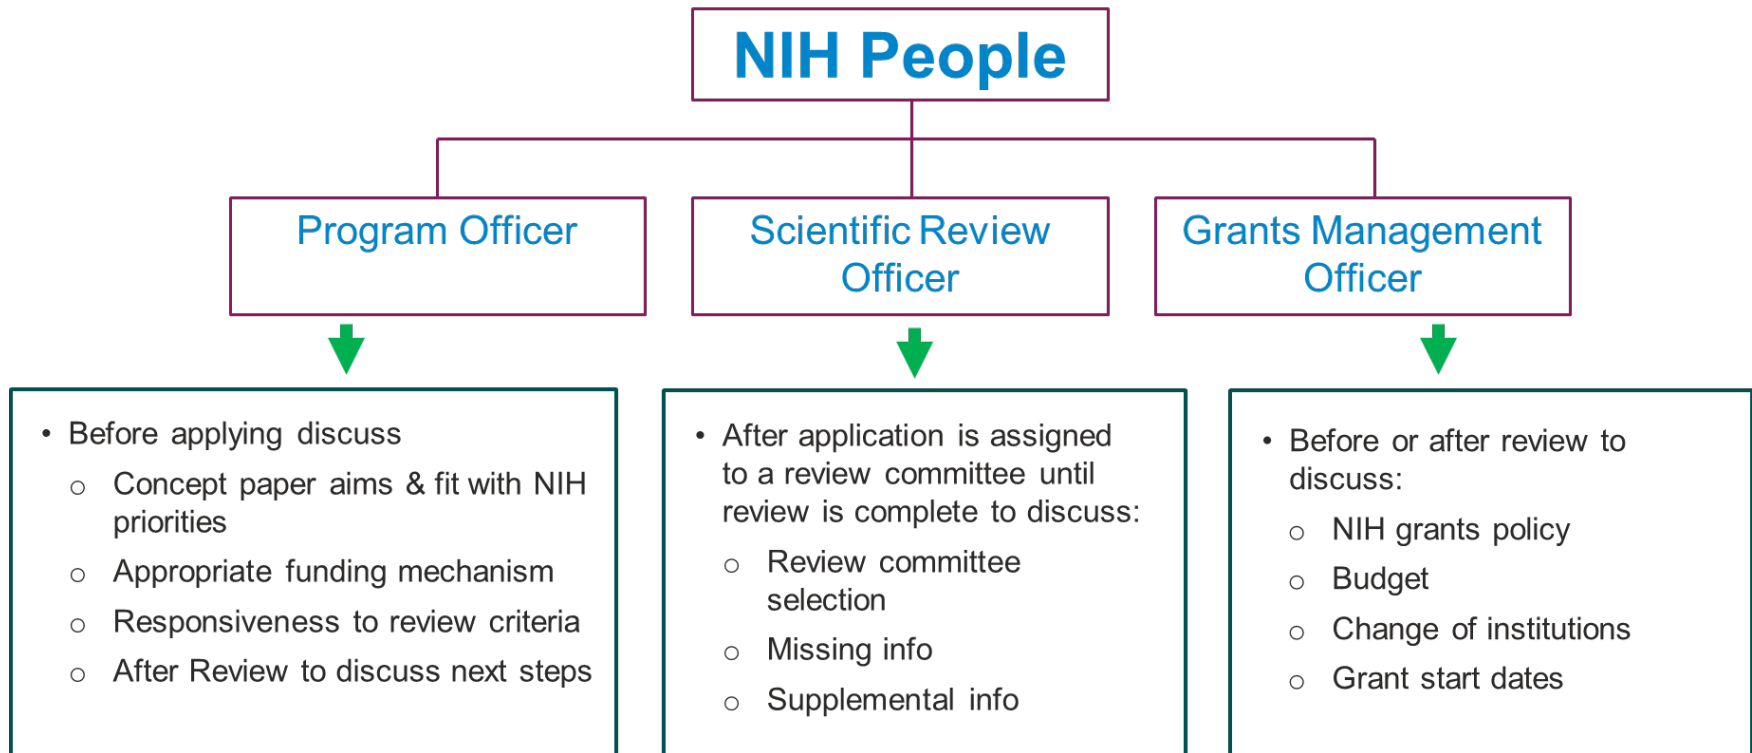 NIH People
Program Officer
Scientific Review
Officer
Grants Management
Officer
• Before applying discuss
o Concept paper aims & fit with NIH
priorities
o Appropriate funding mechanism
o Responsiveness to review criteria
o After Review to discuss next steps
• After application is assigned
to a review committee until
review is complete to discuss:
o Review committee
selection
o Missing info
o Supplemental info
• Before or after review to
discuss:
o NIH grants policy
o Budget
o Change of institutions
o Grant start dates